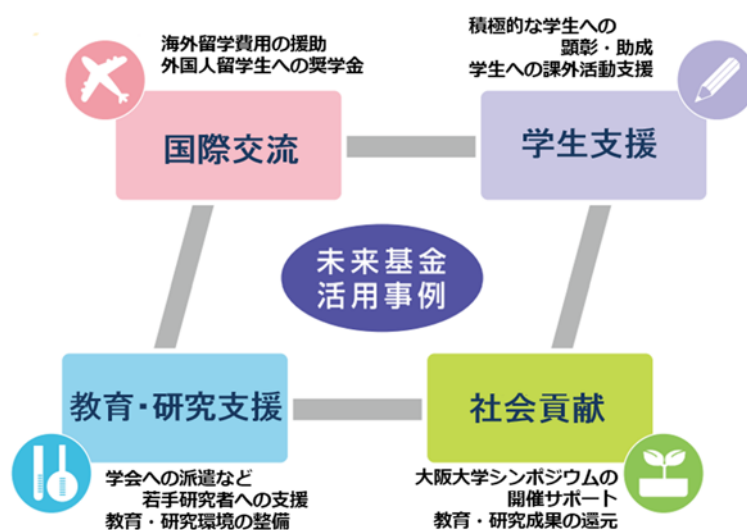 海外留学費用の援助
外国人留学生への奨学金
国際交流
積極的な学生への
顕彰・助成
学生への課外活動支援
学生支援
未来基金
活用事例
教育・研究支援
学会への派遣など
若手研究者への支援
教育・研究環境の整備
社会貢献
大阪大学シンポジウムの
開催サポート
教育・研究成果の還元